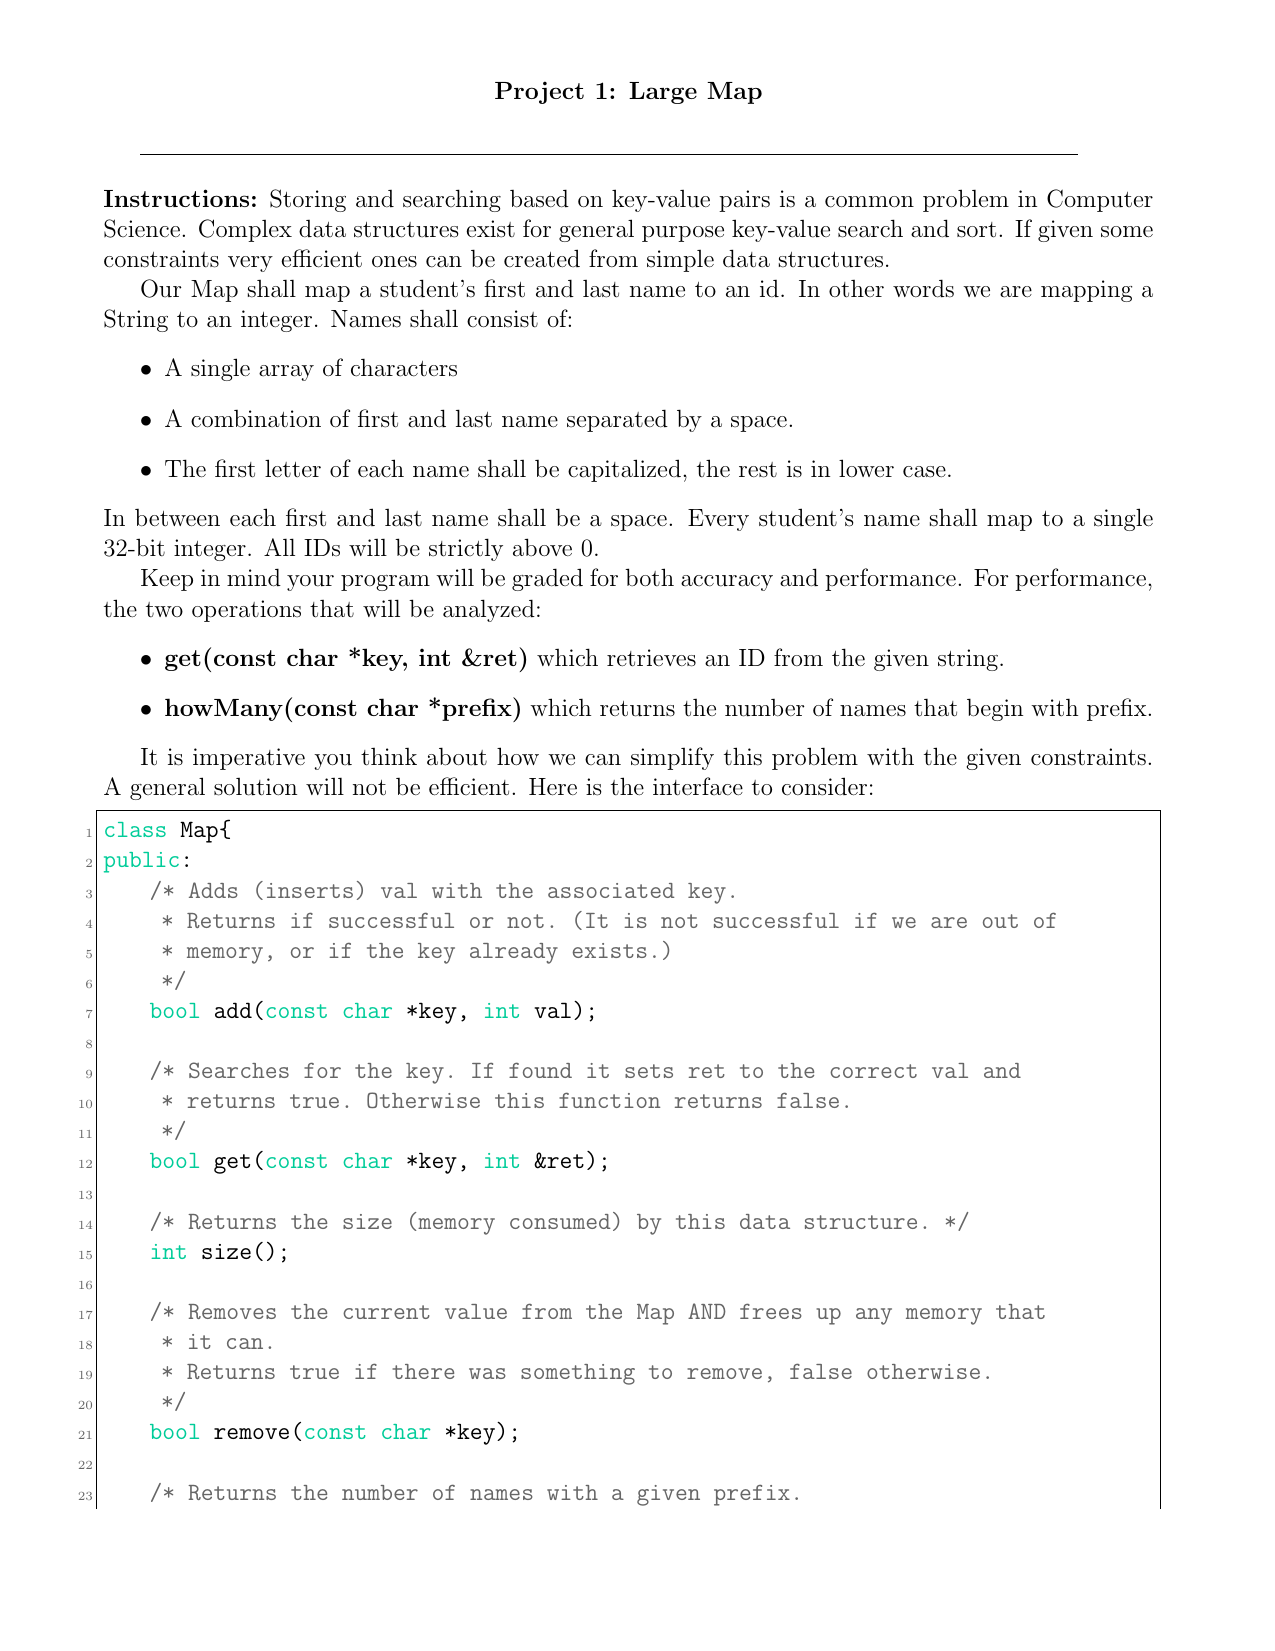 Project 1: Large Map
Instructions: Storing and searching based on key-value pairs is a common problem in Computer
Science. Complex data structures exist for general purpose key-value search and sort. If given some
constraints very efficient ones can be created from simple data structures.
Our Map shall map a student's first and last name to an id. In other words we are mapping a
String to an integer. Names shall consist of:
• A single array of characters
• A combination of first and last name separated by a space.
• The first letter of each name shall be capitalized, the rest is in lower case.
In between each first and last name shall be a space. Every student's name shall map to a single
32-bit integer. All IDs will be strictly above 0.
Keep in mind your program will be graded for both accuracy and performance. For performance,
the two operations that will be analyzed:
• get(const char *key, int &ret) which retrieves an ID from the given string.
• howMany(const char *prefix) which returns the number of names that begin with prefix.
It is imperative you think about how we can simplify this problem with the given constraints.
A general solution will not be efficient. Here is the interface to consider:
1 class Map{
2 public:
3 /* Adds (inserts) val with the associated key.
4 * Returns if successful or not. (It is not successful if we are out of
5 * memory, or if the key already exists.)
6 */
7 bool add(const char *key, int val);
8
9 /* Searches for the key. If found it sets ret to the correct val and
10 * returns true. Otherwise this function returns false.
11 */
12 bool get(const char *key, int &ret);
13
14 /* Returns the size (memory consumed) by this data structure. */
15 int size();
16
17 /* Removes the current value from the Map AND frees up any memory that
18 * it can.
19 * Returns true if there was something to remove, false otherwise.
20 */
21 bool remove(const char *key);
22
23 /* Returns the number of names with a given prefix.